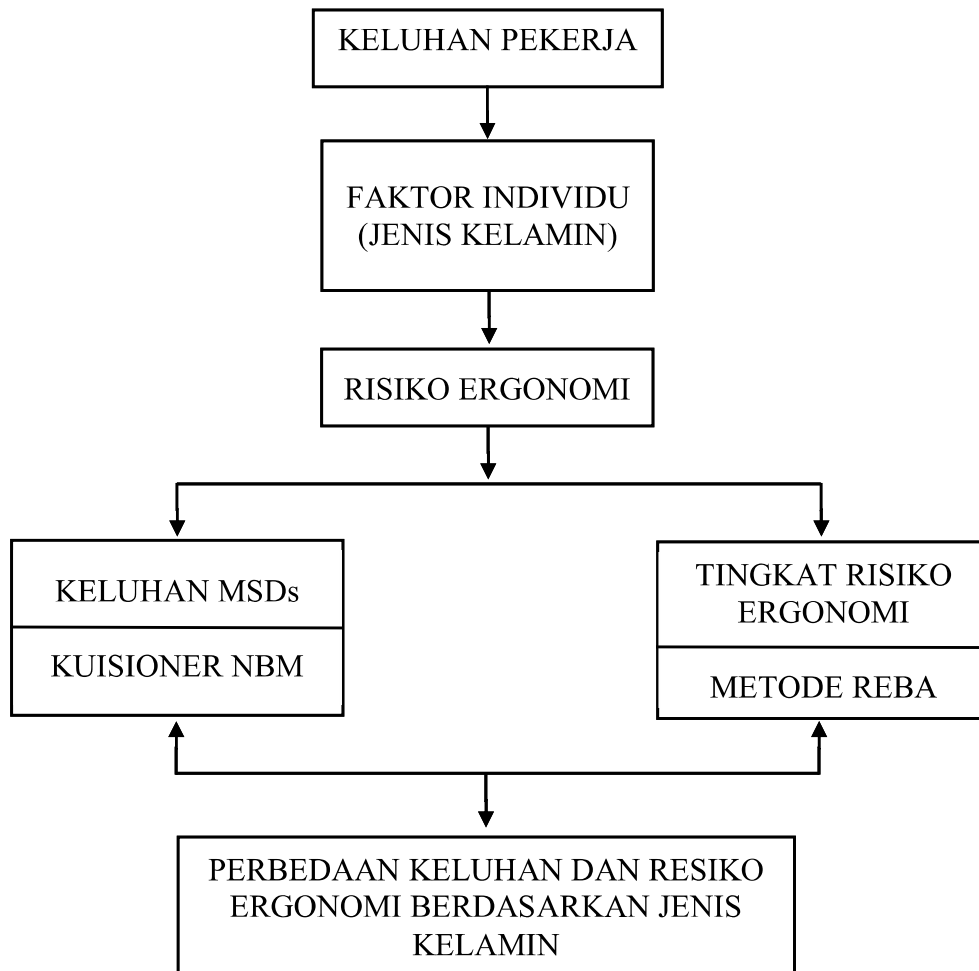 KELUHAN PEKERJA
FAKTOR INDIVIDU
(JENIS KELAMIN)
RISIKO ERGONOMI
KELUHAN MSDs
KUISIONER NBM
TINGKAT RISIKO
ERGONOMI
METODE REBA
PERBEDAAN KELUHAN DAN RESIKO
ERGONOMI BERDASARKAN JENIS
KELAMIN